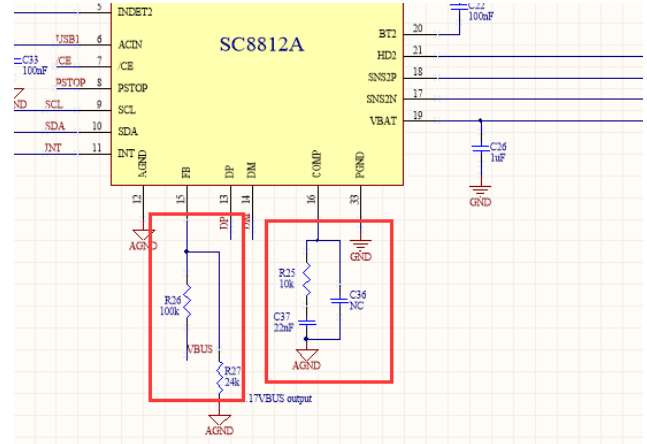 5 INDET2
C22
100nF
BT2 20
USB1 6 ACIN
SC8812A
HD2 21
C33
100nF
/CE 7 /CE
SNS2P 18
PSTOP 8 PSTOP
SNS2N 17
ND SCL 9 SCL
VBAT 19
SDA 10 SDA
INT 11 INT
C26
1uF
AGND FB DP DM COMP PGND
12 15 13 14 16 33
GND
DP DM
AGND
GND
R25
10k
C36
NC
R26
100k
C37
22nF
VBUS
AGND
R27
24k
.17VBUS output
AGND